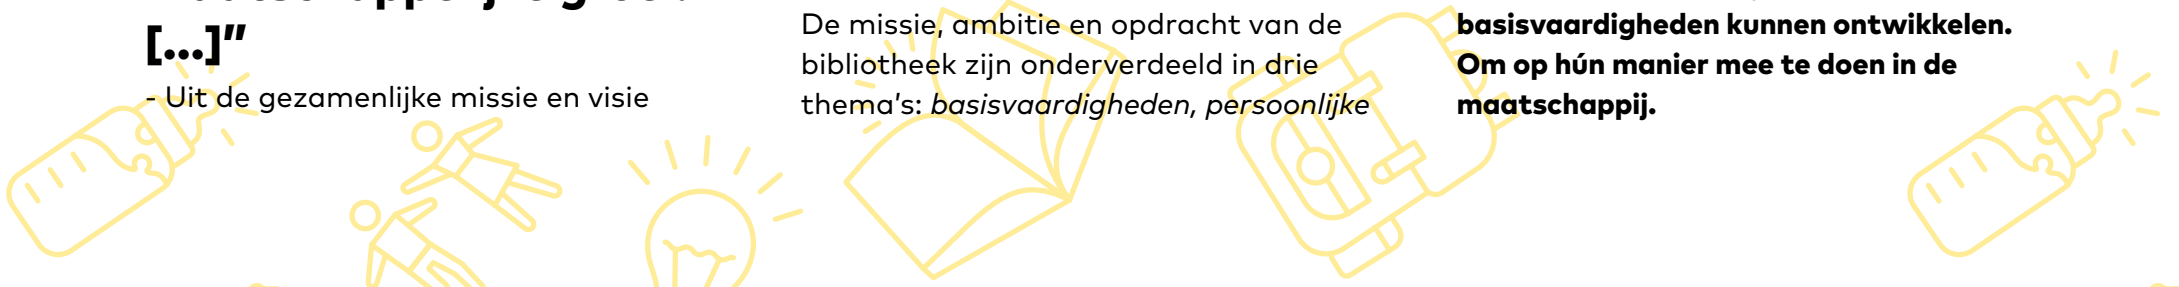 [...]”
- Uit de gezamenlijke missie en visie
De missie, ambitie en opdracht van de
bibliotheek zijn onderverdeeld in drie
thema's: basisvaardigheden, persoonlijke
basisvaardigheden kunnen ontwikkelen.
Om op hún manier mee te doen in de
maatschappij.